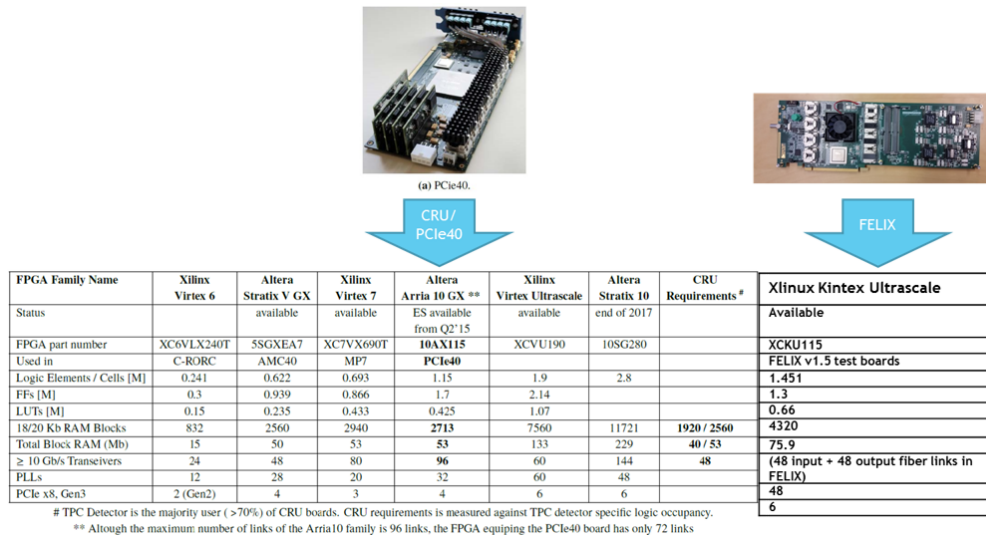 (a) PCIe40.
CRU/
PCIe40
FELIX
FPGA Family Name Xilinx Altera Xilinx Altera Xilinx Altera CRU
Virtex 6 Stratix V GX Virtex 7 Arria 10 GX ** Virtex Ultrascale Stratix 10 Requirements #
Xlinux Kintex Ultrascale
Status available available ES available available end of 2017 Available
from Q2'15
FPGA part number XC6VLX240T 5SGXEA7 XC7VX690T 10AX115 XCVU190 10SG280 XCKU115
Used in C-RORC AMC40 MP7 PCIe40 FELIX v1.5 test boards
Logic Elements / Cells [M] 0.241 0.622 0.693 1.15 1.9 2.8 1.451
FFs [M] 0.3 0.939 0.866 1.7 2.14 1.3
LUTs [M] 0.15 0.235 0.433 0.425 1.07 0.66
18/20 Kb RAM Blocks 832 2560 2940 2713 7560 11721 1920 / 2560 4320
Total Block RAM (Mb) 15 50 53 53 133 229 40 / 53 75.9
≥ 10 Gb/s Transeivers 24 48 80 96 60 144 48 (48 input + 48 output fiber links in
FELIX)
PLLs 12 28 20 32 60 48 48
PCIe x8, Gen3 2 (Gen2) 4 3 4 6 6 6
# TPC Detector is the majority user ( >70%) of CRU boards. CRU requirements is measured against TPC detector specific logic occupancy.
** Altough the maximum number of links of the Arria10 family is 96 links, the FPGA equiping the PCIe40 board has only 72 links